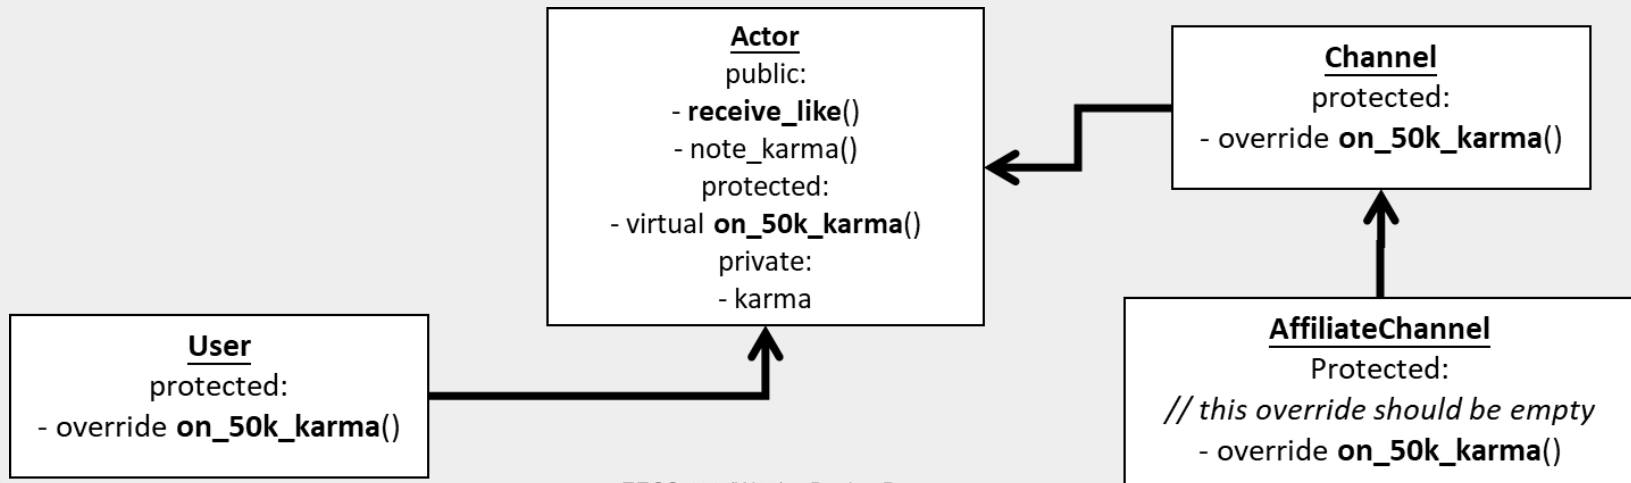 Actor
public:
- receive_like()
- note_karma()
protected:
- virtual on_50k_karma()
private:
- karma
Channel
protected:
- override on_50k_karma()
User
protected:
- override on_50k_karma()
AffiliateChannel
Protected:
// this override should be empty
- override on_50k_karma()